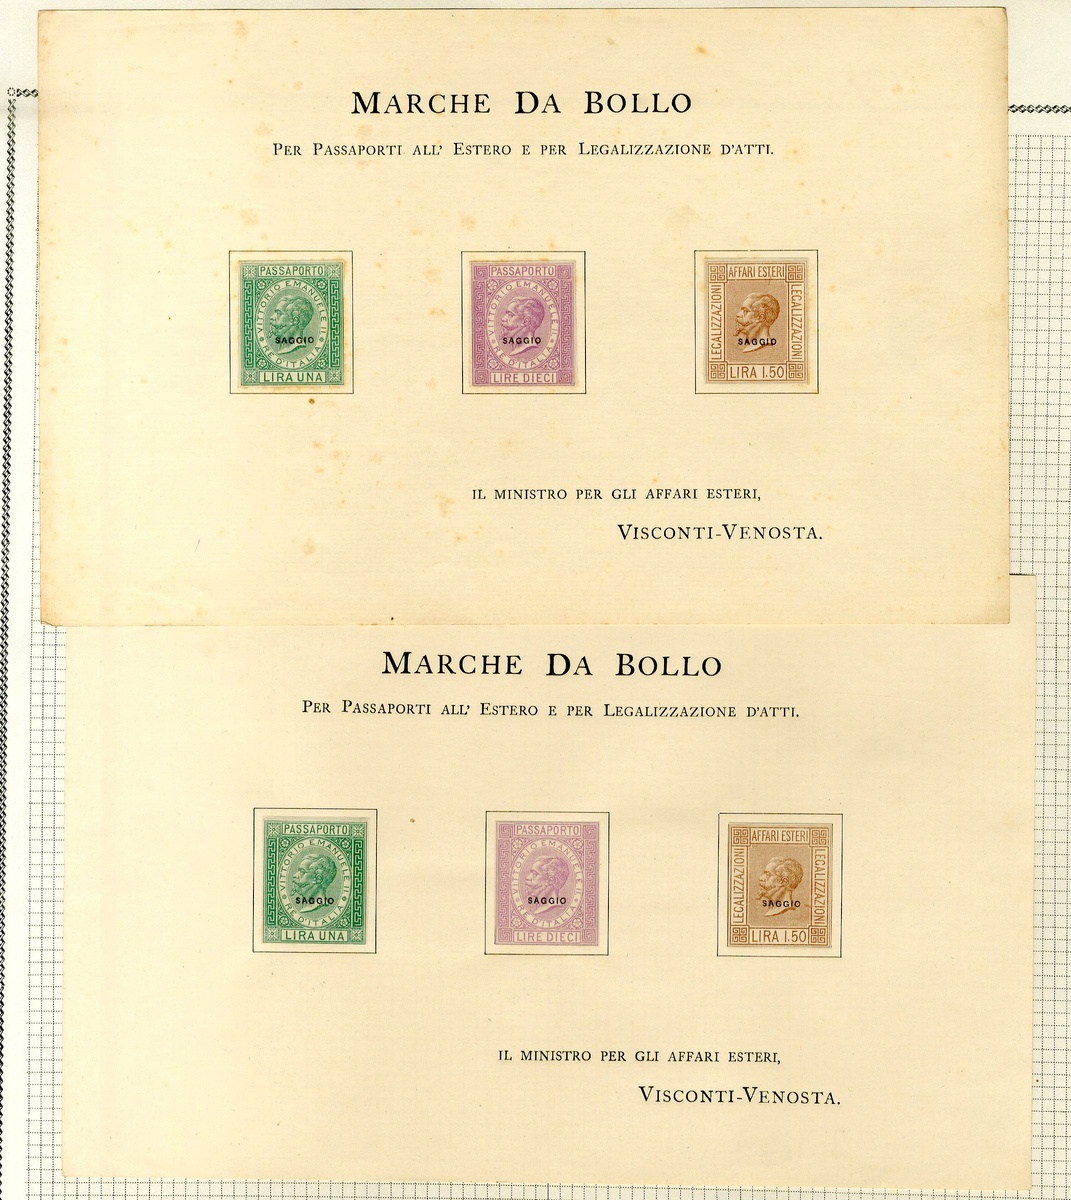 MARCHE DA BOLLO
PER PASSAPORTI ALL' ESTERO E PER LEGALIZZAZIONE D'ATTI.
PASSAPORTO
VITTORIO EMANUELE II
RE D'ITALIA
SAGGIO
LIRA UNA
PASSAPORTO
VITTORIO EMANUELE II
RE D'ITALIA
SAGGIO
LIRE DIECI
AFFARI ESTERI
LEGALIZZAZIONI
LEGALIZZAZIONI
SAGGIO
LIRA 1.50
IL MINISTRO PER GLI AFFARI ESTERI,
VISCONTI-VENOSTA.
MARCHE DA BOLLO
PER PASSAPORTI ALL' ESTERO E PER LEGALIZZAZIONE D'ATTI.
PASSAPORTO
VITTORIO EMANUELE II
RE D'ITALIA
SAGGIO
LIRA UNA
PASSAPORTO
VITTORIO EMANUELE II
RE D'ITALIA
SAGGIO
LIRE DIECI
AFFARI ESTERI
LEGALIZZAZIONI
LEGALIZZAZIONI
SAGGIO
LIRA 1.50
IL MINISTRO PER GLI AFFARI ESTERI,
VISCONTI-VENOSTA.